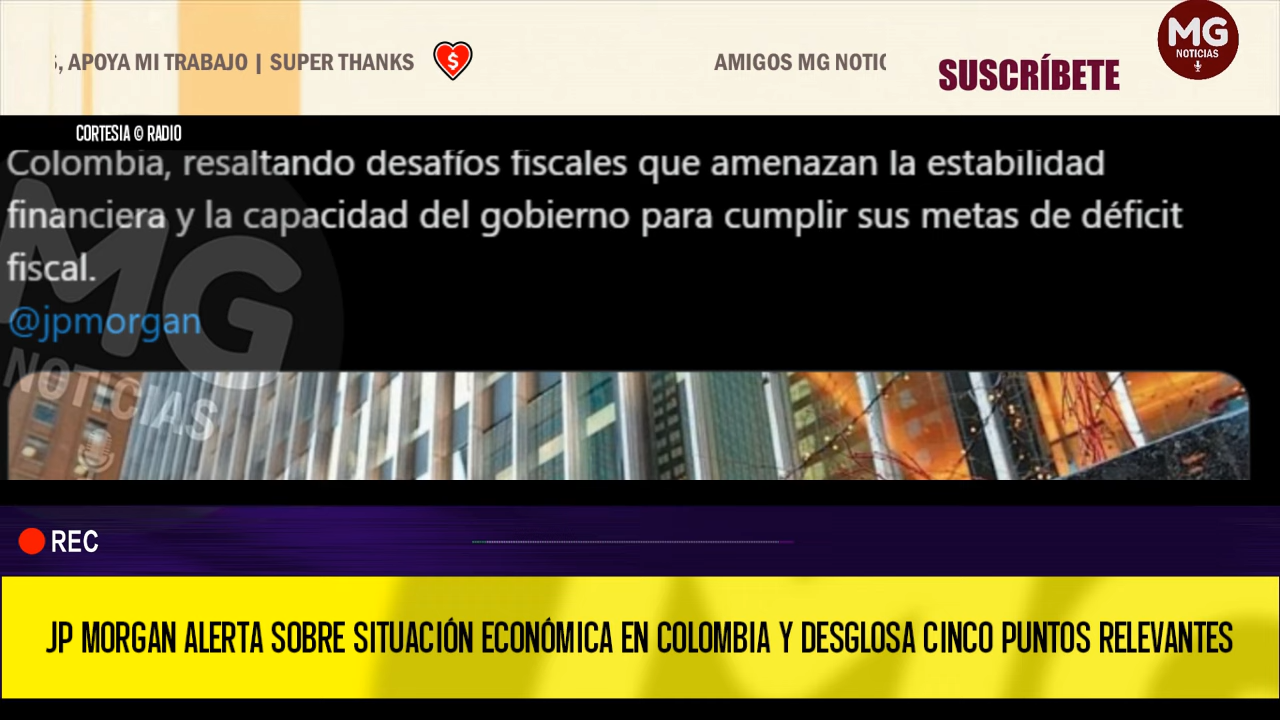 , APOYA MI TRABAJO | SUPER THANKS
AMIGOS MG NOTIC
SUSCRÍBETE
MG
NOTICIAS
CORTESIA © RADIO
Colombia, resaltando desafíos fiscales que amenazan la estabilidad
financiera y la capacidad del gobierno para cumplir sus metas de déficit
fiscal.
@jpmorgan
MG
NOTICIAS
REC
JP MORGAN ALERTA SOBRE SITUACIÓN ECONÓMICA EN COLOMBIA Y DESGLOSA CINCO PUNTOS RELEVANTES